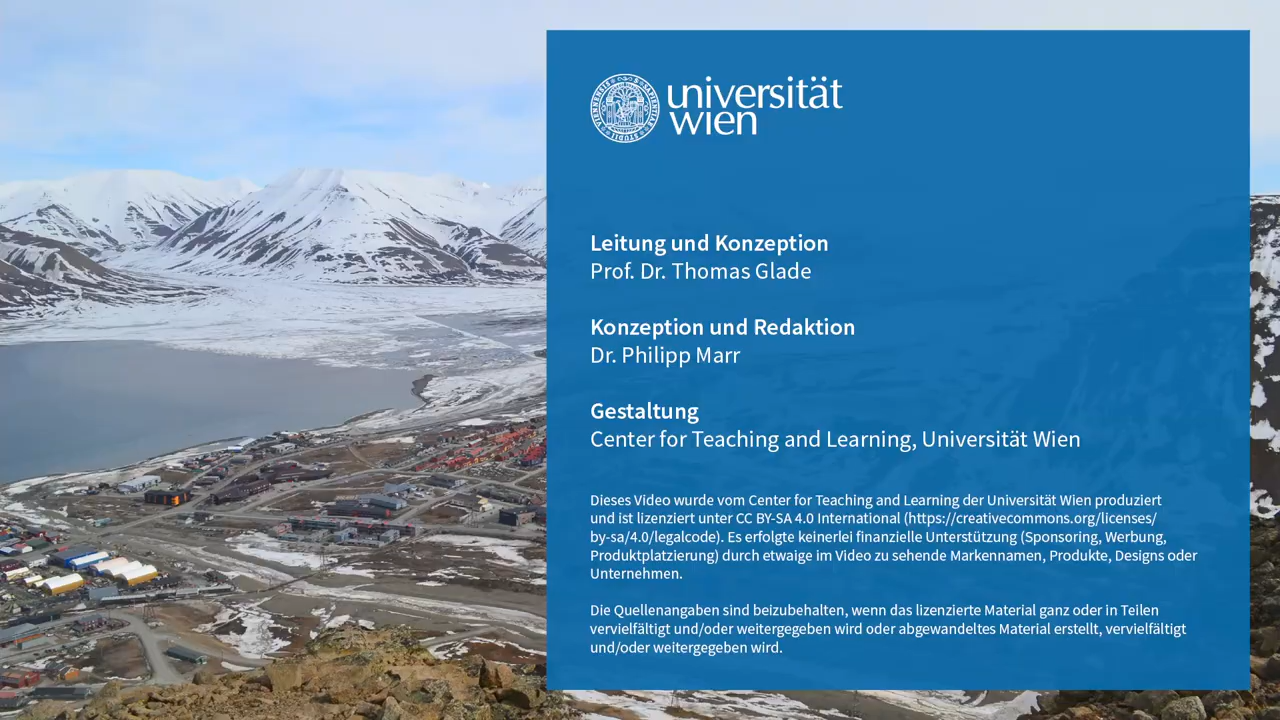 universität
wien
Leitung und Konzeption
Prof. Dr. Thomas Glade
Konzeption und Redaktion
Dr. Philipp Marr
Gestaltung
Center for Teaching and Learning, Universität Wien
Dieses Video wurde vom Center for Teaching and Learning der Universität Wien produziert
und ist lizenziert unter CC BY-SA 4.0 International (https://creativecommons.org/licenses/
by-sa/4.0/legalcode). Es erfolgte keinerlei finanzielle Unterstützung (Sponsoring, Werbung,
Produktplatzierung) durch etwaige im Video zu sehende Markennamen, Produkte, Designs oder
Unternehmen.
Die Quellenangaben sind beizubehalten, wenn das lizenzierte Material ganz oder in Teilen
vervielfältigt und/oder weitergegeben wird oder abgewandeltes Material erstellt, vervielfältigt
und/oder weitergegeben wird.